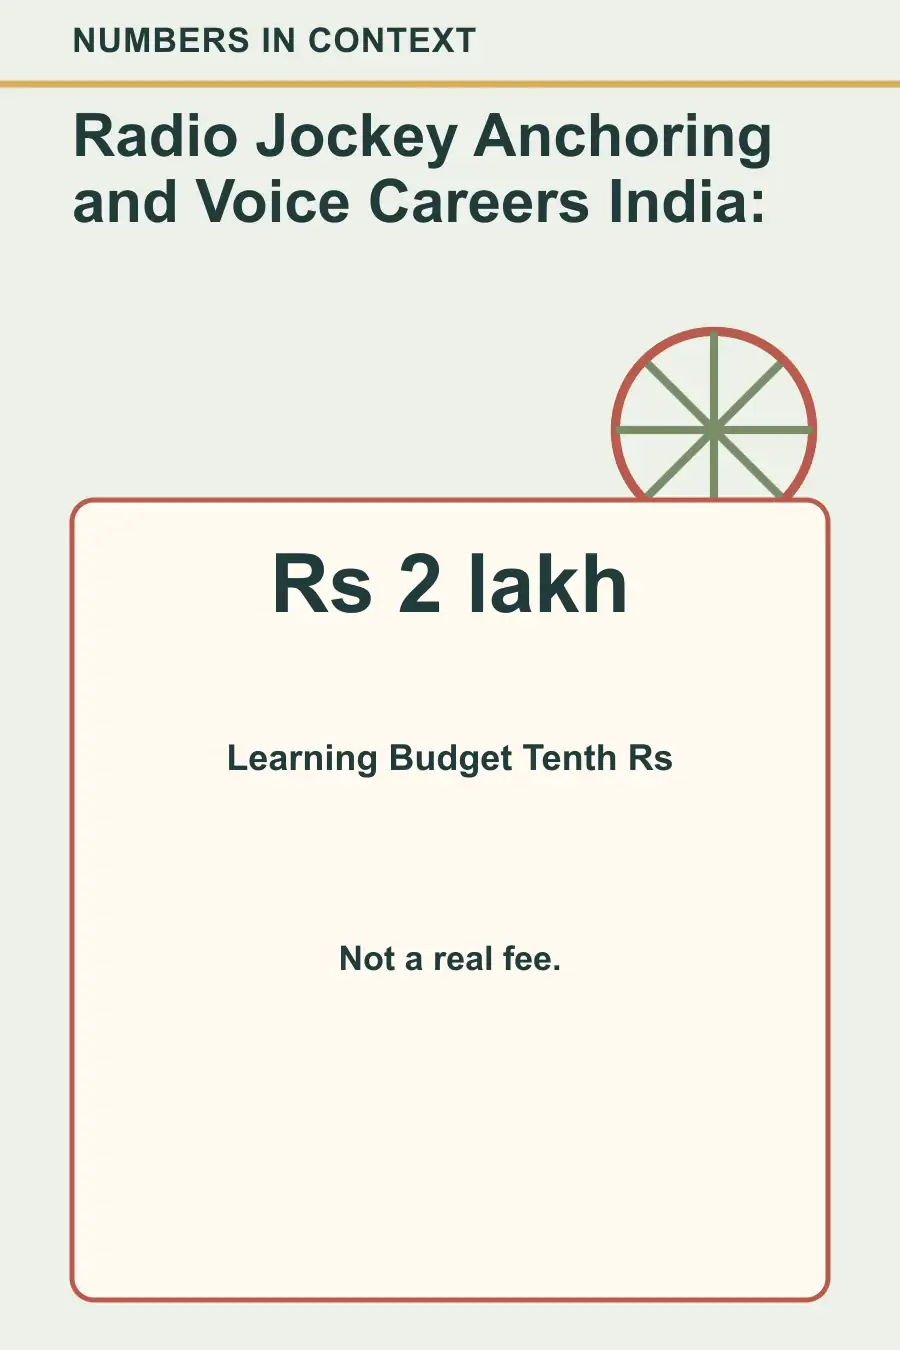 NUMBERS IN CONTEXT
Radio Jockey Anchoring
and Voice Careers India:
Rs 2 lakh
Learning Budget Tenth Rs
Not a real fee.